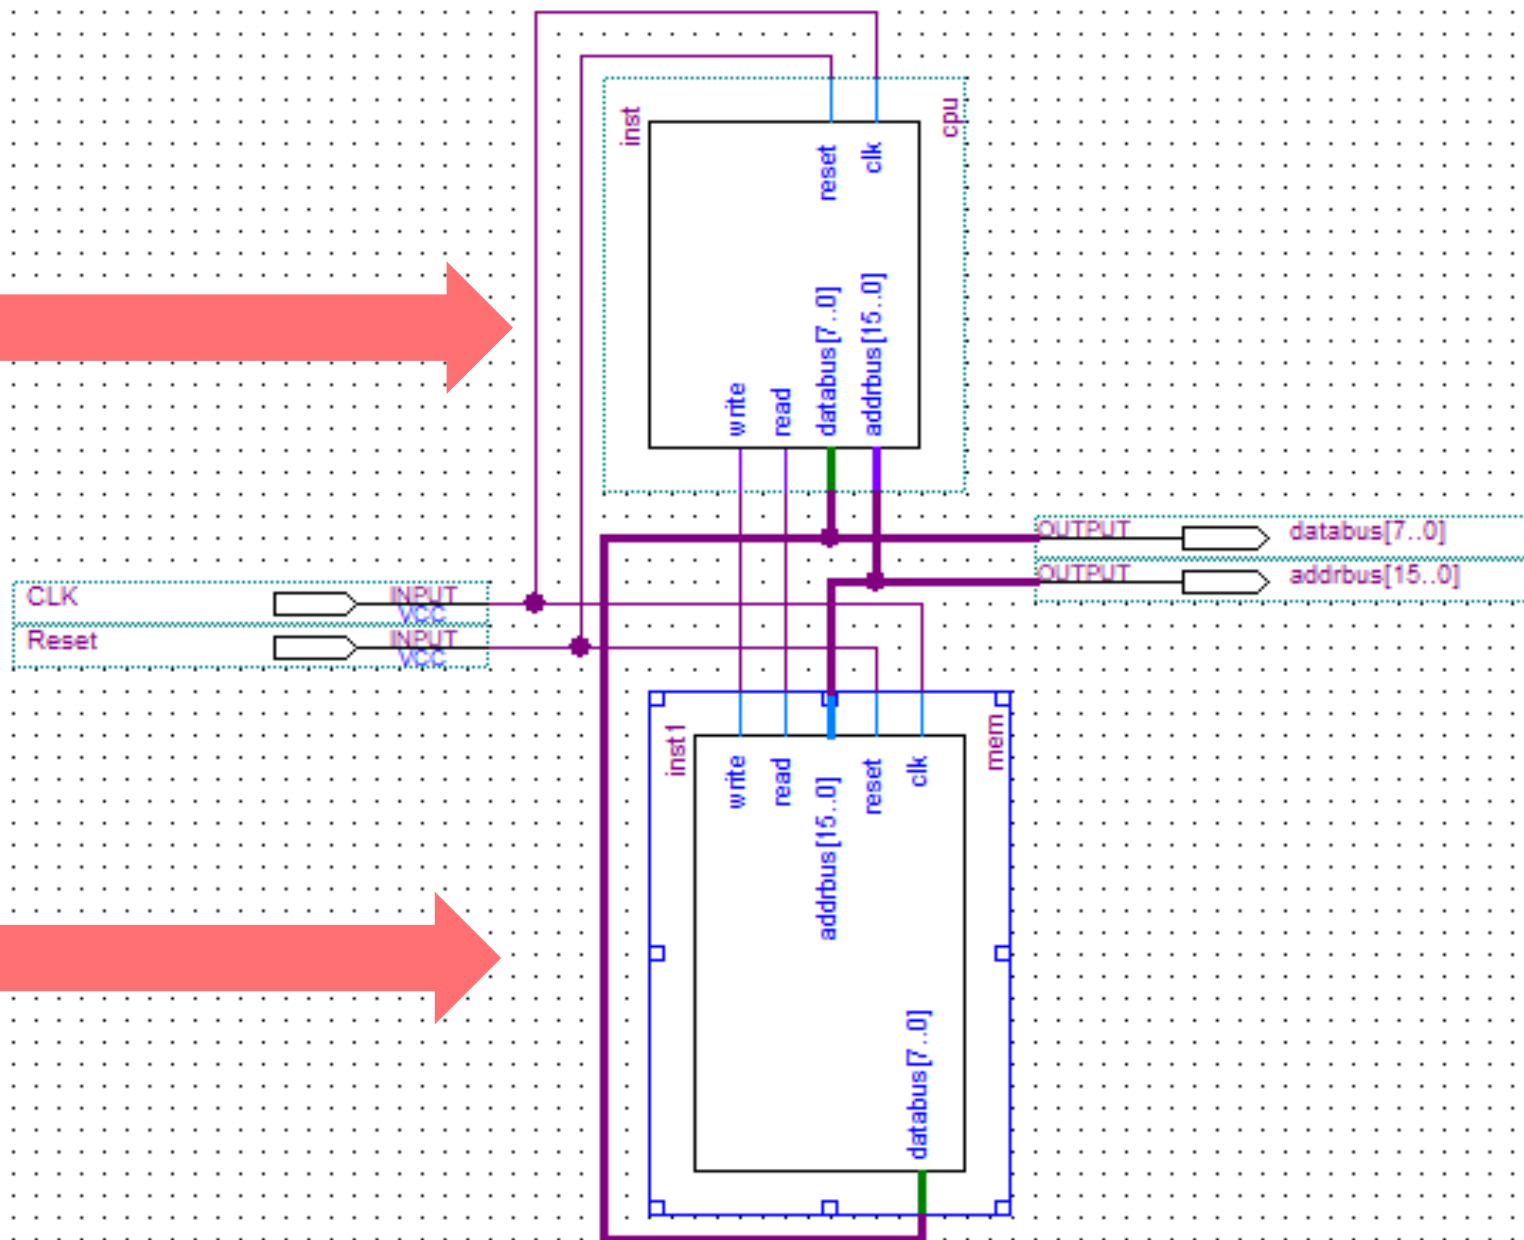 inst
cpu
reset
clk
write
read
databus[7..0]
addrbus[15..0]
OUTPUT
databus[7..0]
OUTPUT
addrbus[15..0]
CLK
INPUT
VCC
Reset
INPUT
VCC
inst1
mem
write
read
addrbus[15..0]
reset
clk
databus[7..0]